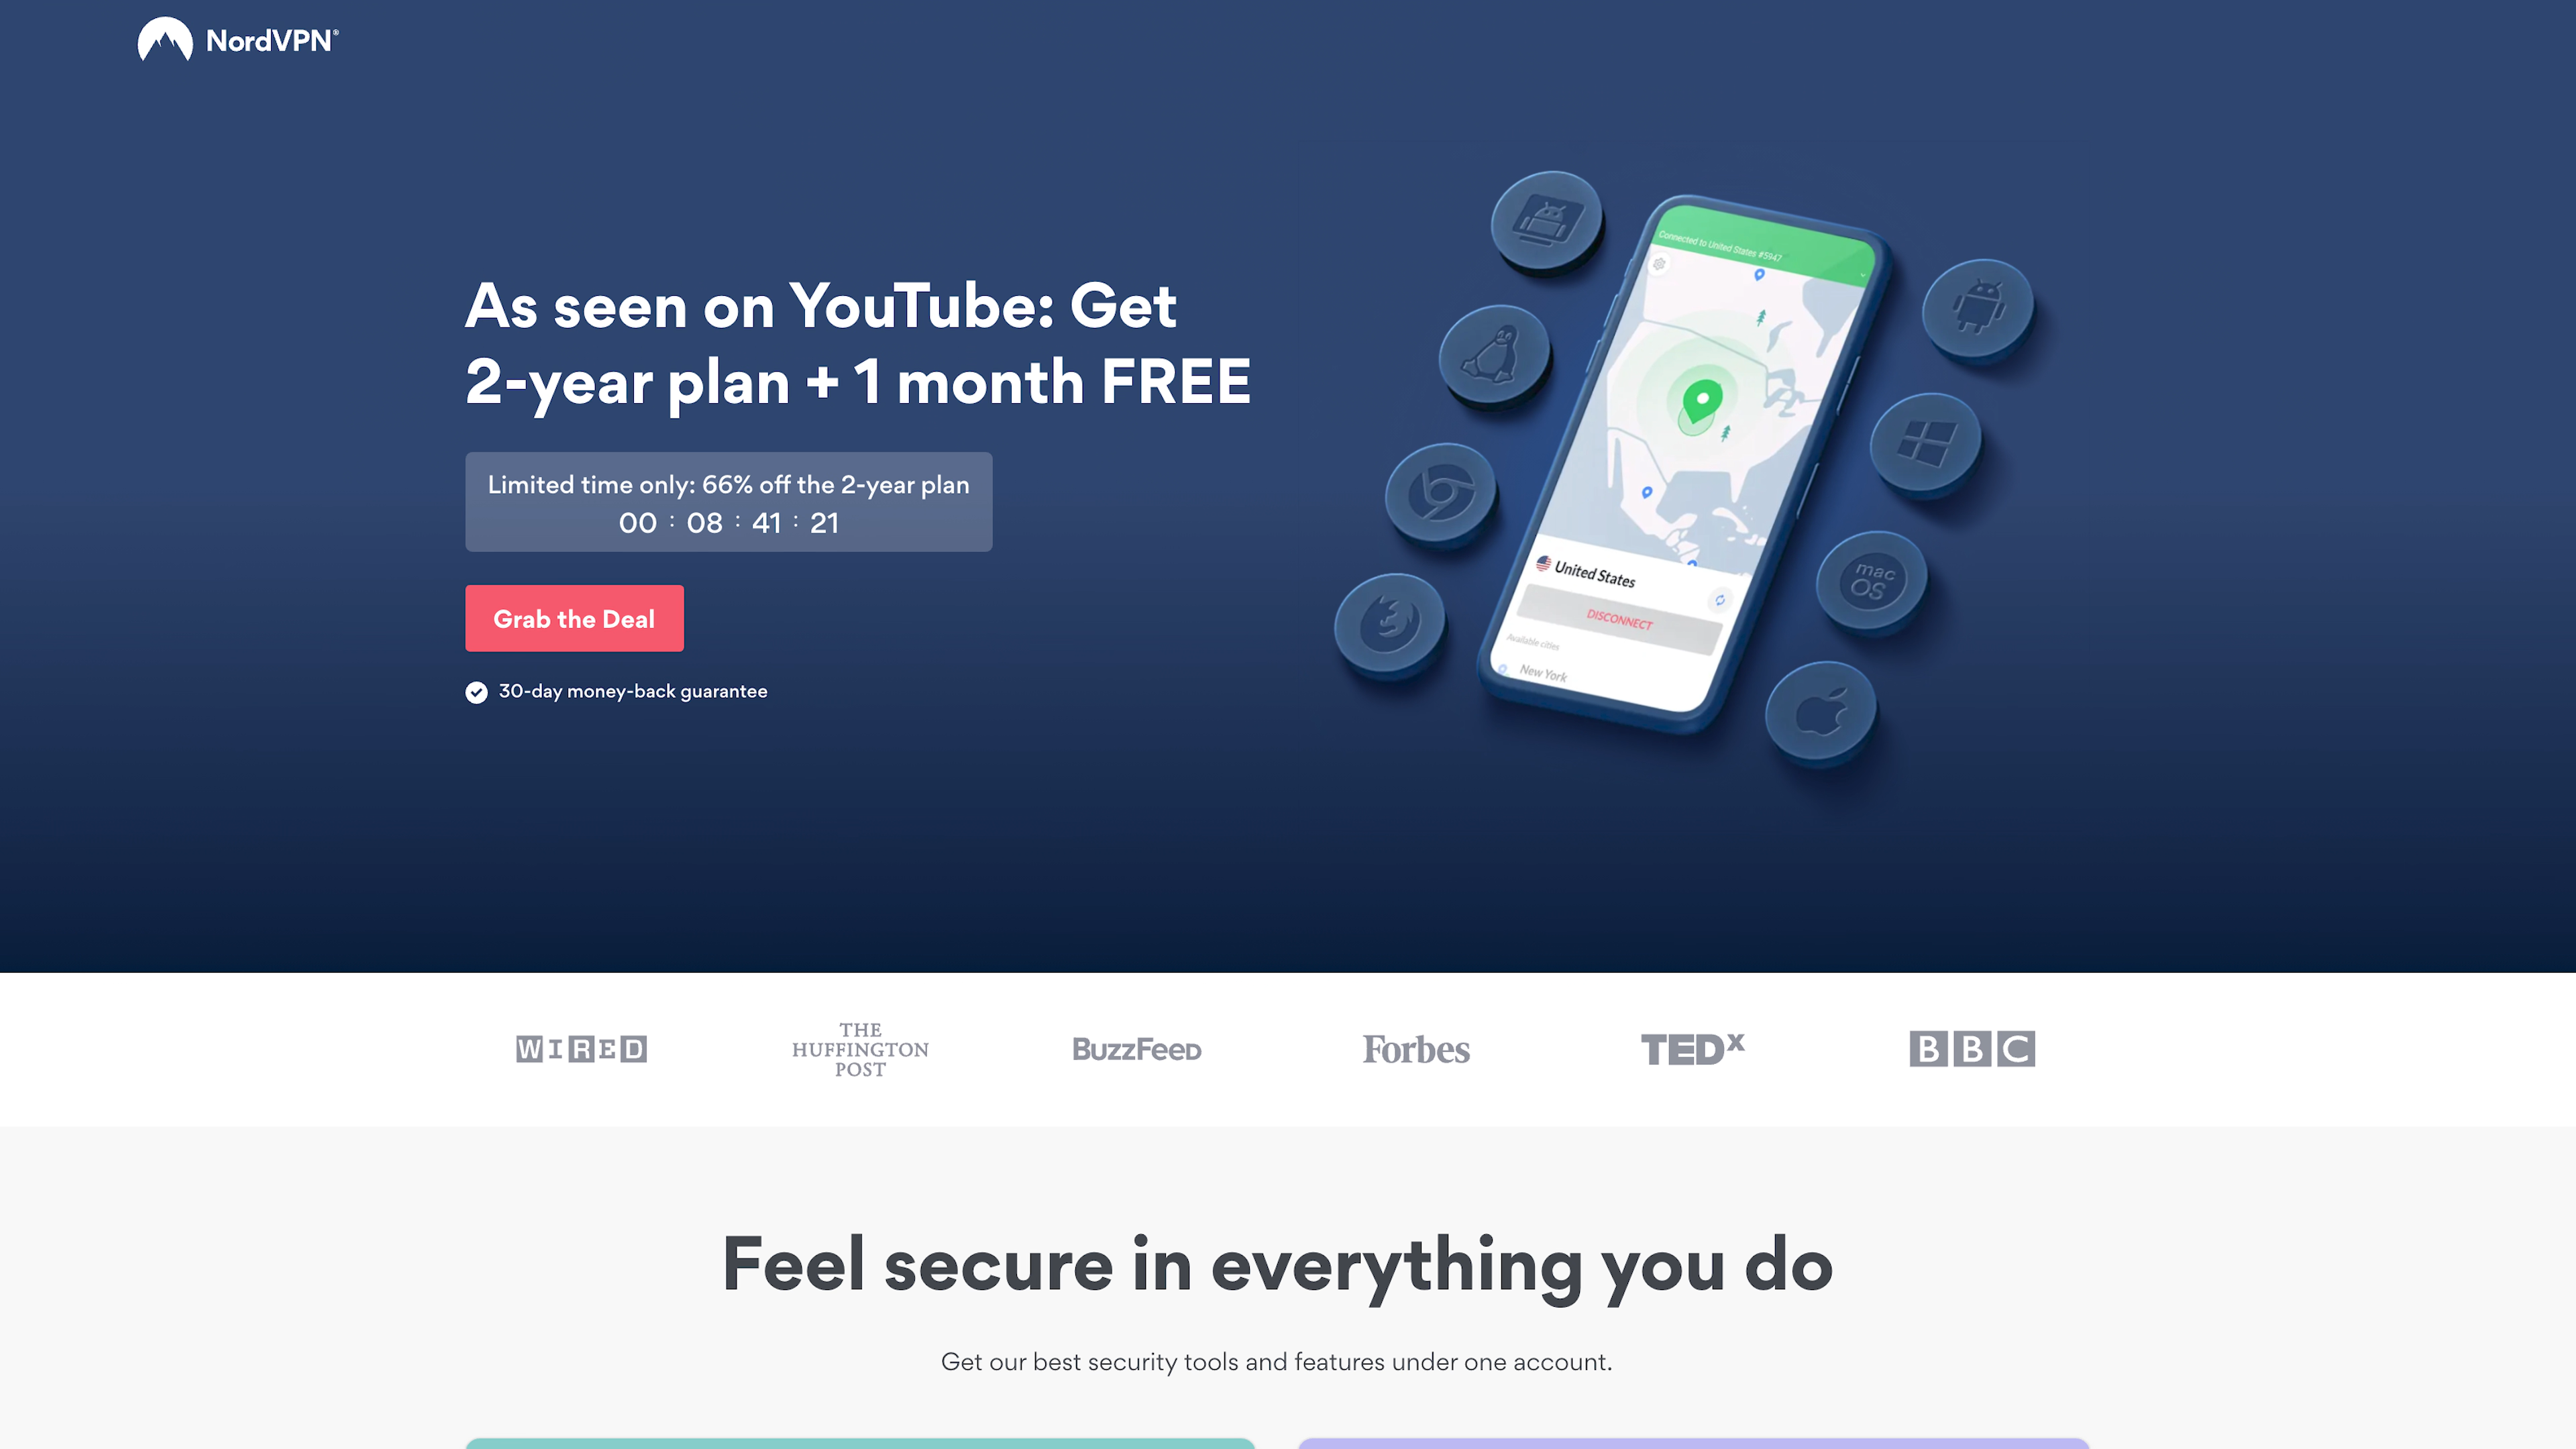 NordVPN®
As seen on YouTube: Get
2-year plan + 1 month FREE
Limited time only: 66% off the 2-year plan
00 : 08 : 41 : 21
Grab the Deal
30-day money-back guarantee
Connected to United States #5947
United States
DISCONNECT
Available cities
New York
mac
OS
WIRED
THE
HUFFINGTON
POST
BuzzFeeD
Forbes
TEDx
BBC
Feel secure in everything you do
Get our best security tools and features under one account.